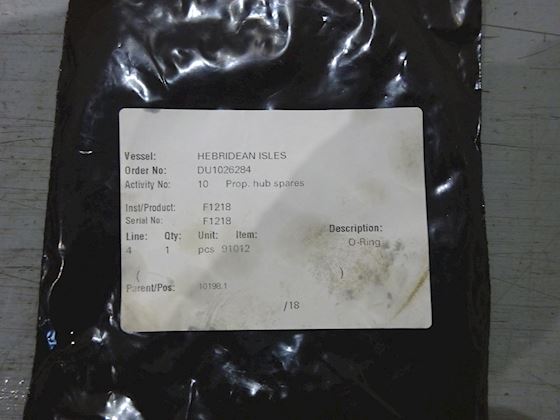 Vessel: HEBRIDEAN ISLES
Order No: DU1026284
Activity No: 10 Prop. hub spares
Inst/Product: F1218
Serial No: F1218
Line: Qty: Unit: Item: Description:
4 1 pcs 91012 O-Ring
( )
Parent/Pos: 10198.1
/18